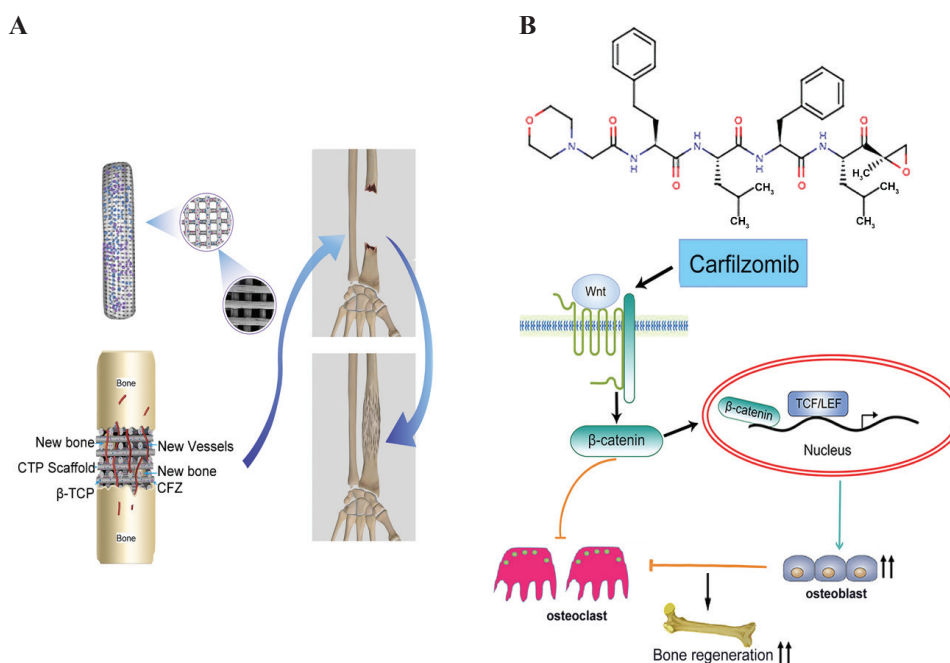 A
B
Bone
New bone
New Vessels
CTP Scaffold
New bone
β-TCP
CFZ
Bone
O
N
O
N
H
O
H
N
O
N
H
O
H
N
O
O
CH₃
CH₃
CH₃
CH₃
CH₃
O
Carfilzomib
Wnt
β-catenin
β-catenin
TCF/LEF
Nucleus
osteoclast
osteoblast
Bone regeneration